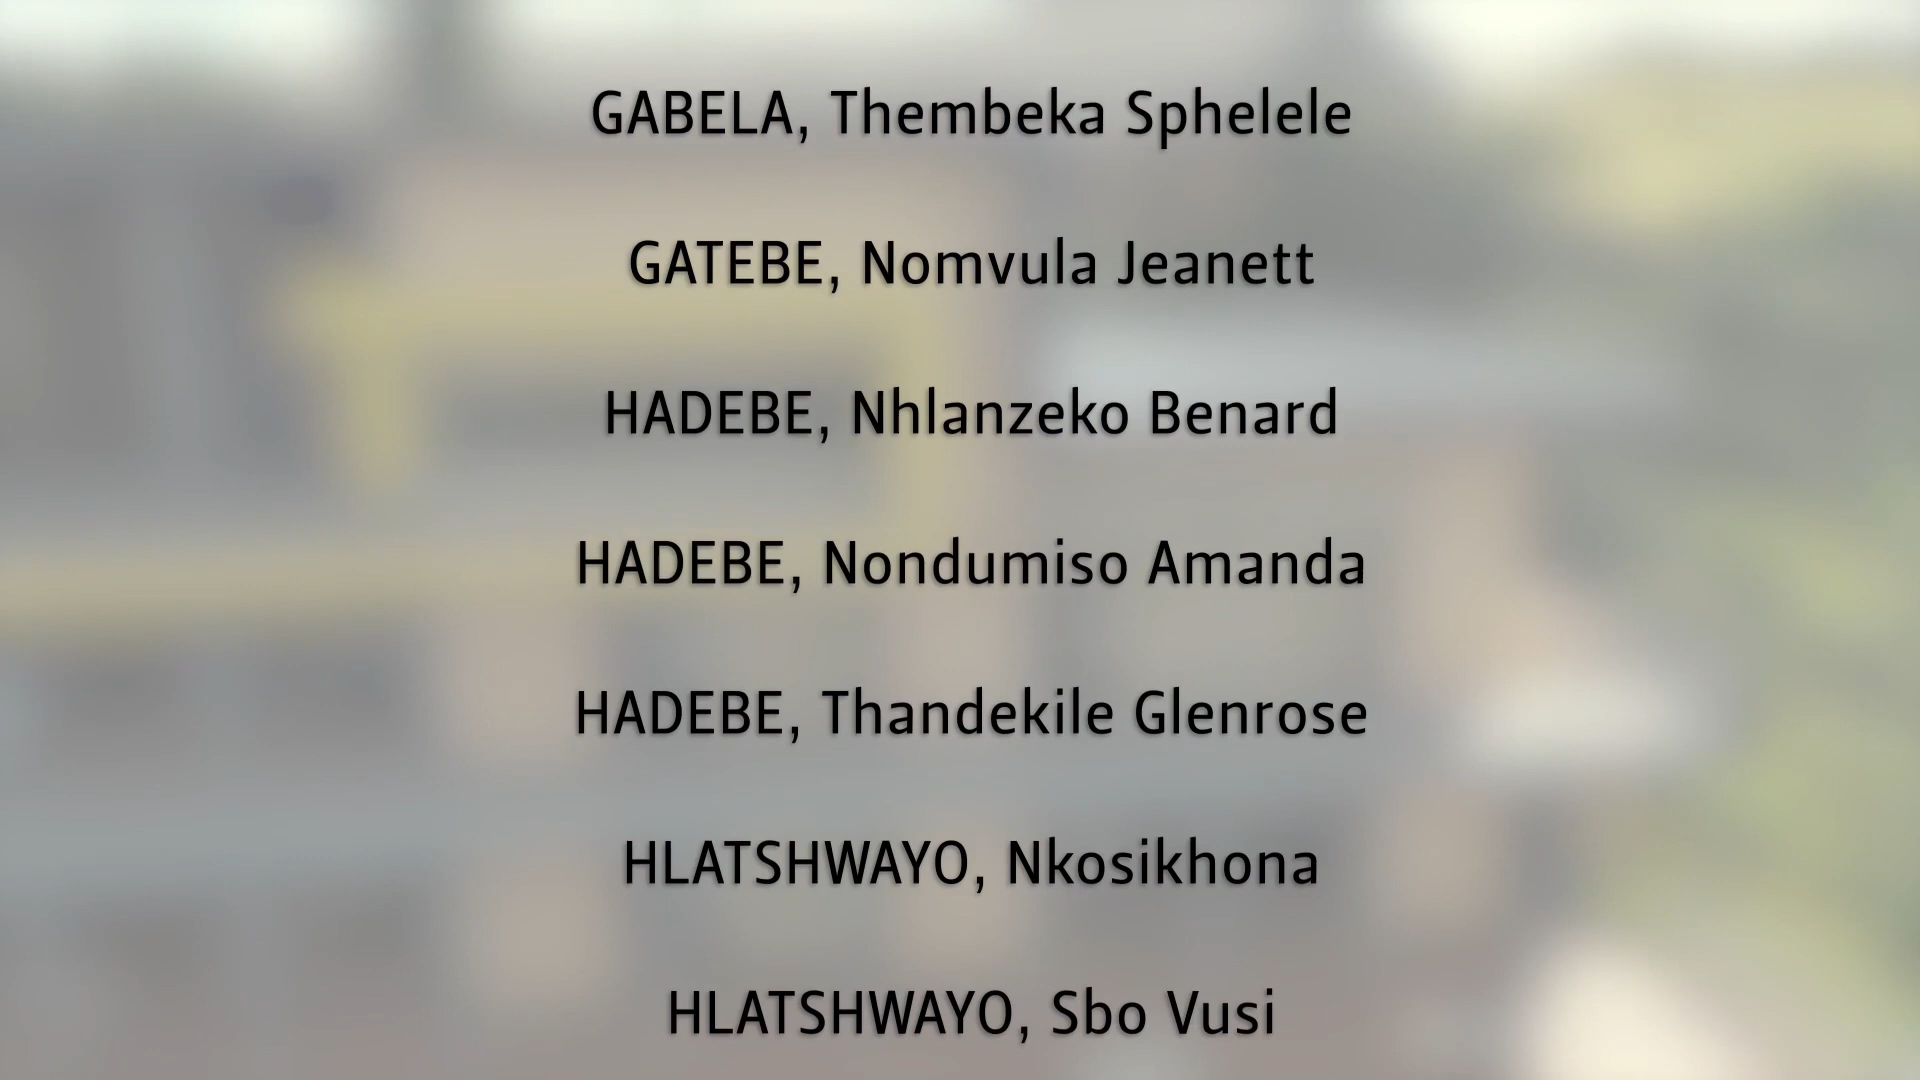 GABELA, Thembeka Sphelele
GATEBE, Nomvula Jeanett
HADEBE, Nhlanzeko Benard
HADEBE, Nondumiso Amanda
HADEBE, Thandekile Glenrose
HLATSHWAYO, Nkosikhona
HLATSHWAYO, Sbo Vusi